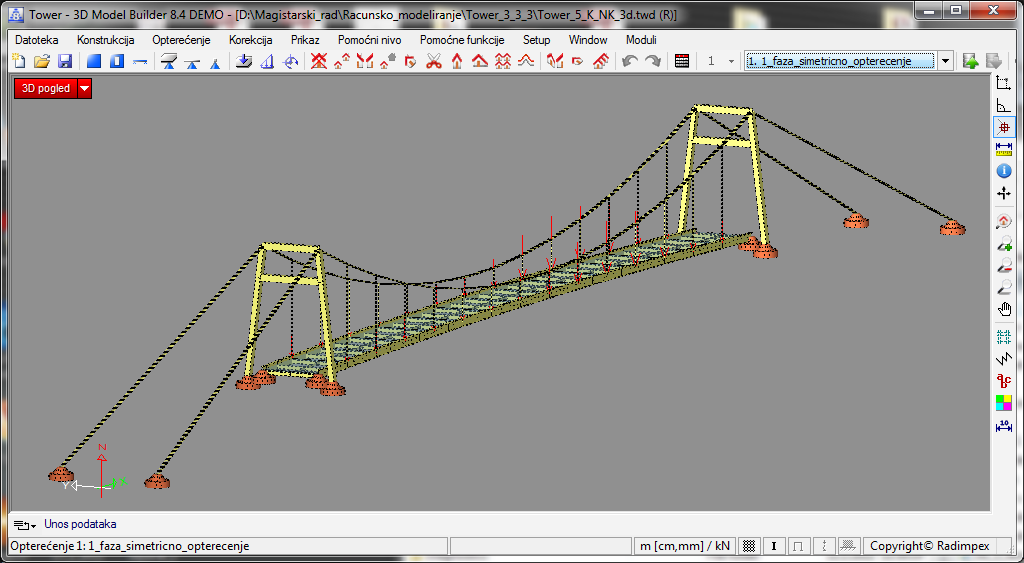 Tower - 3D Model Builder 8.4 DEMO - [D:\Magistarski_rad\Racunsko_modeliranje\Tower_3_3_3\Tower_5_K_NK_3d.twd (R)]
Datoteka Konstrukcija Opterećenje Korekcija Prikaz Pomoćni nivo Pomoćne funkcije Setup Window Moduli
1 1. 1_faza_simetricno_opterecenje
3D pogled
N
Y
10
Unos podataka
Opterećenje 1: 1_faza_simetricno_opterecenje m [cm,mm] / kN Copyright© Radimpex